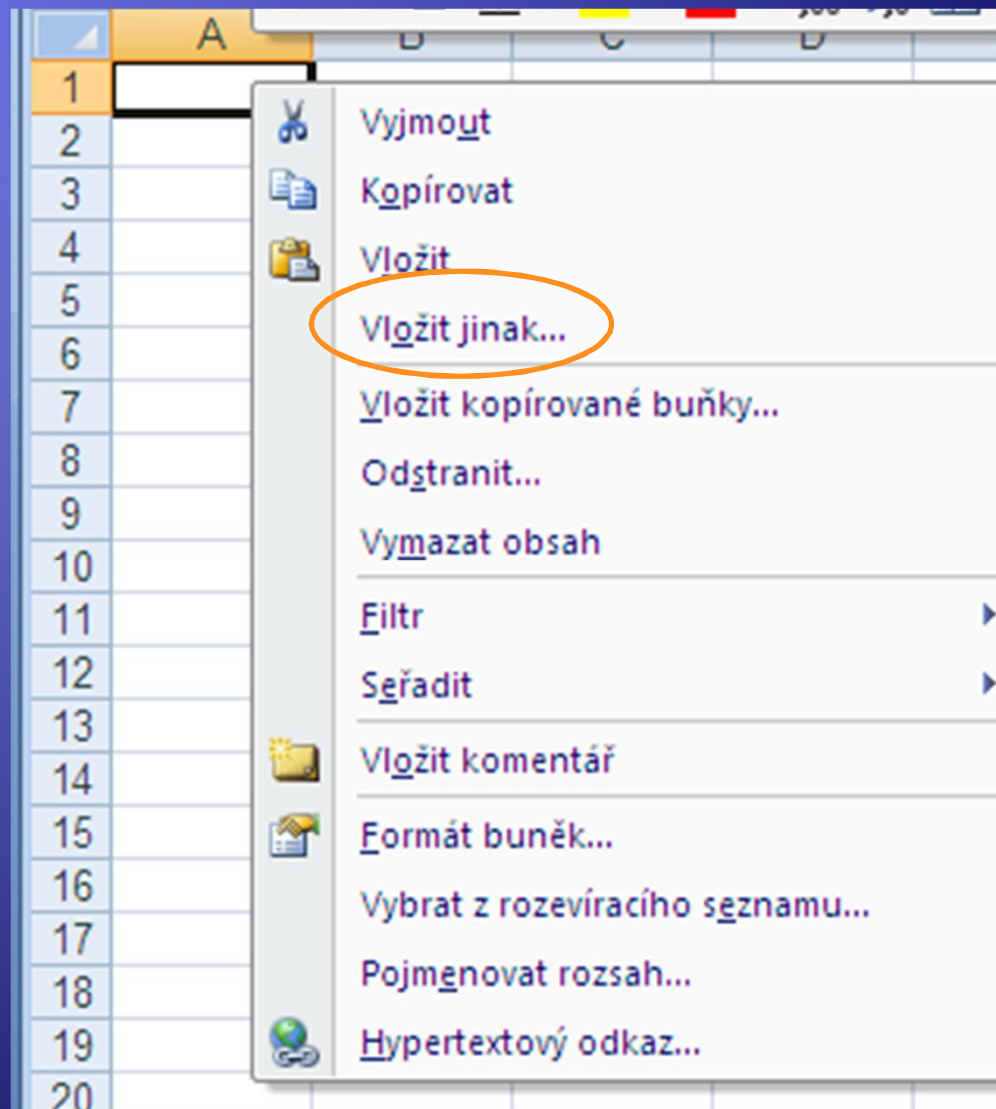 A B C D
1
2
3
4
5
6
7
8
9
10
11
12
13
14
15
16
17
18
19
20
Vyjmout
Kopírovat
Vložit
Vložit jinak...
Vložit kopírované buňky...
Odstranit...
Vymazat obsah
Filtr
Seřadit
Vložit komentář
Formát buněk...
Vybrat z rozevíracího seznamu...
Pojmenovat rozsah...
Hypertextový odkaz...